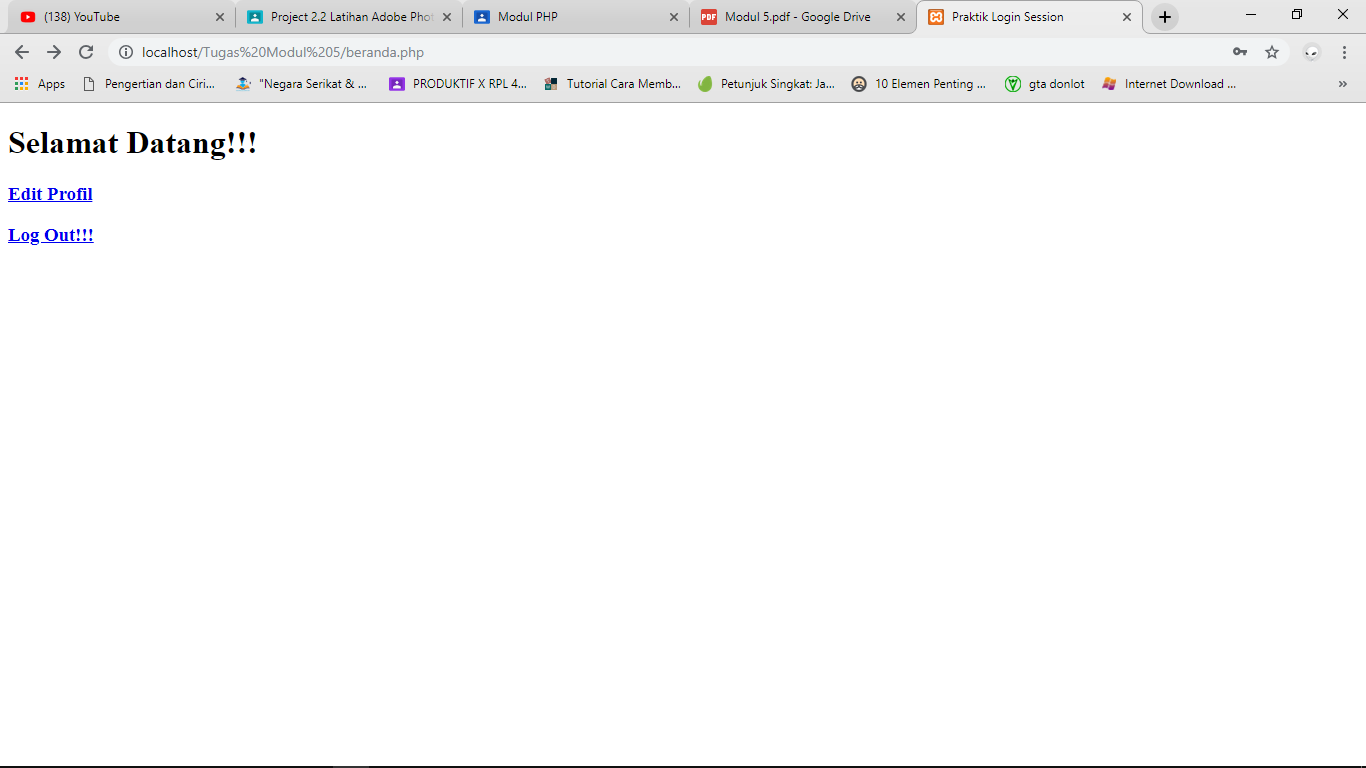 (138) YouTube
Project 2.2 Latihan Adobe Phot
Modul PHP
PDF
Modul 5.pdf - Google Drive
Praktik Login Session
localhost/Tugas%20Modul%205/beranda.php
Apps
Pengertian dan Ciri...
"Negara Serikat & ...
PRODUKTIF X RPL 4...
Tutorial Cara Memb...
Petunjuk Singkat: Ja...
10 Elemen Penting ...
gta donlot
Internet Download ...
Selamat Datang!!!
Edit Profil
Log Out!!!